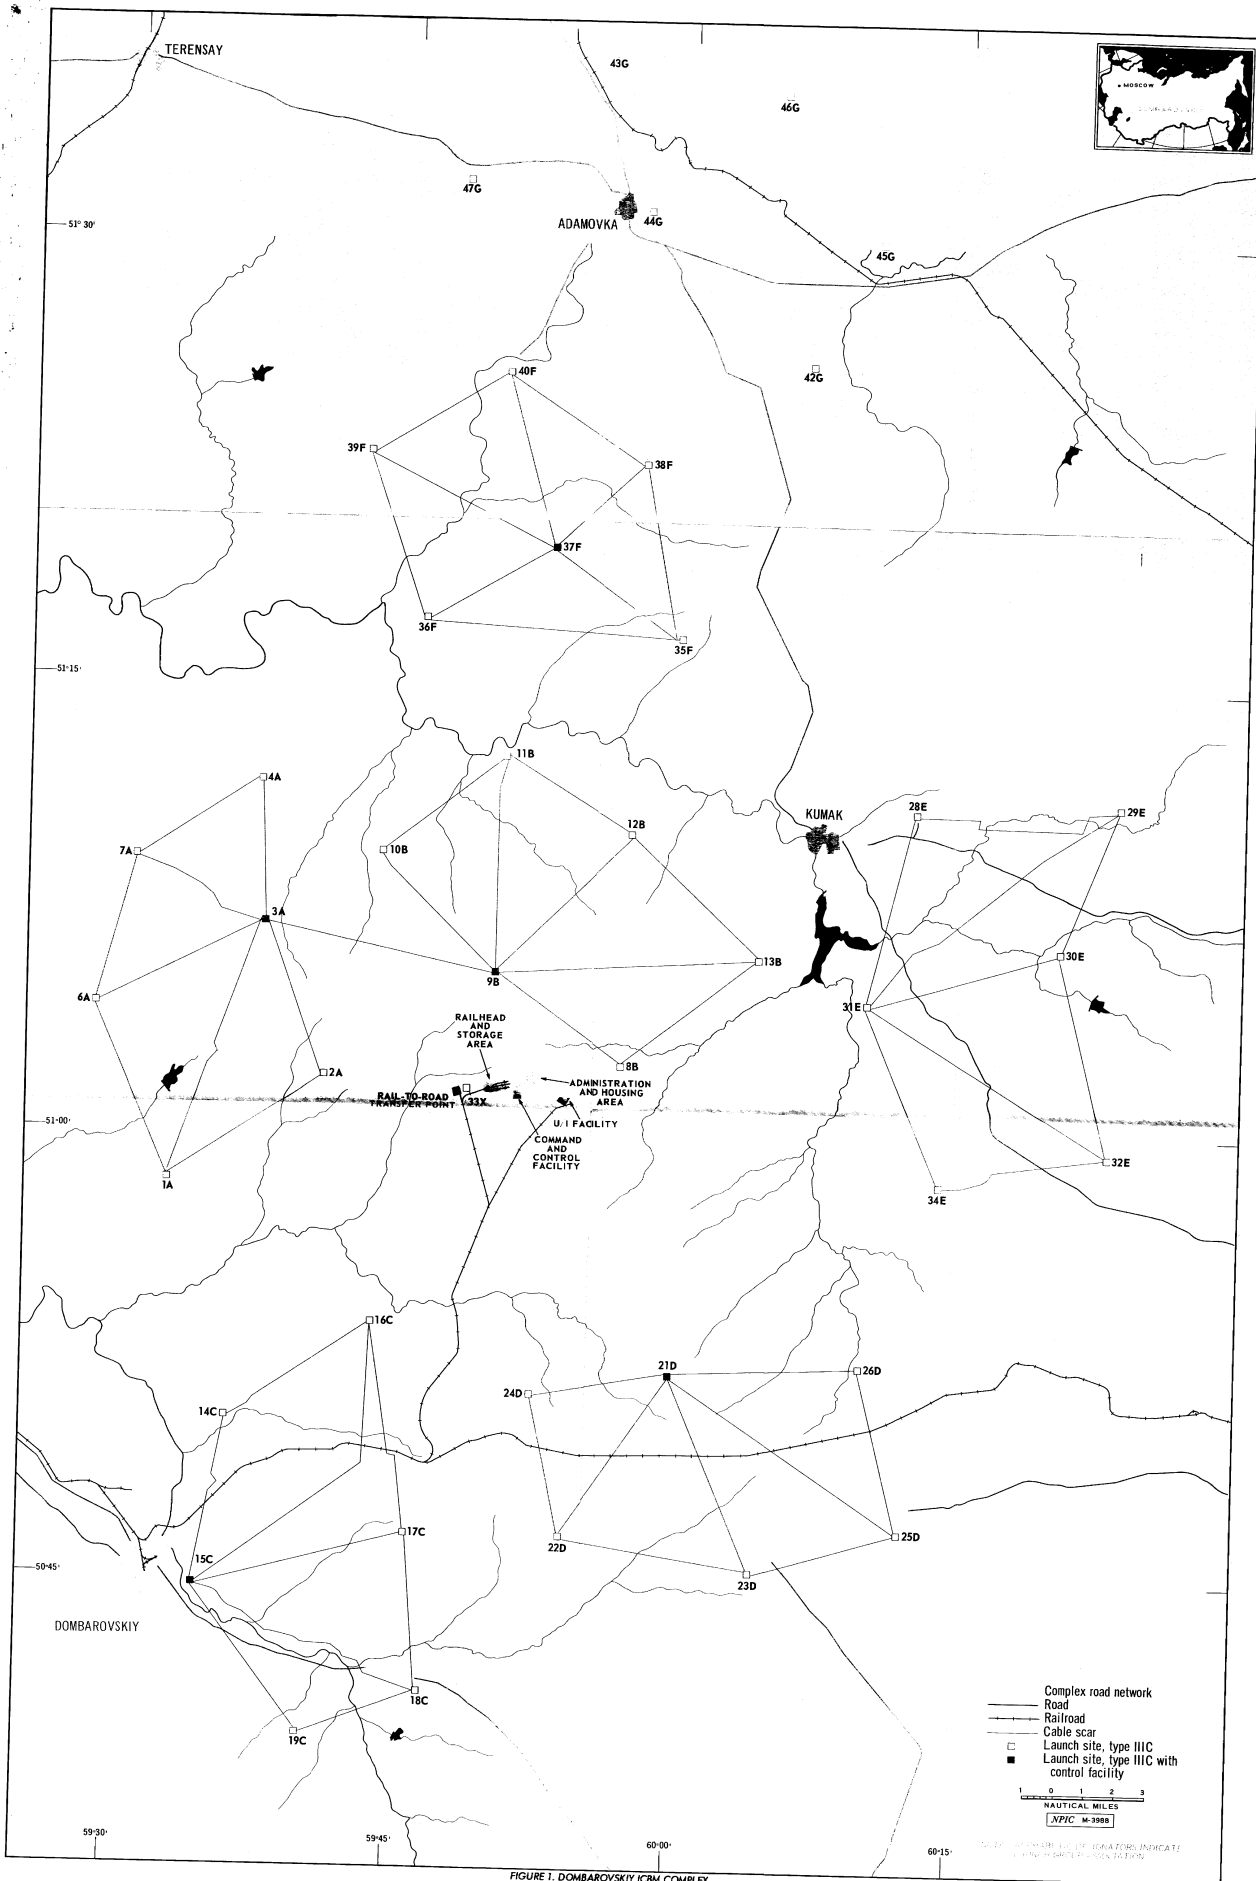 TERENSAY
43G
46G
MOSCOW
47G
51° 30'
ADAMOVKA
44G
45G
40F
42G
39F
38F
37F
36F
35F
51°15'
11B
4A
KUMAK
28E
29E
12B
7A
10B
3A
30E
13B
9B
6A
31E
RAILHEAD
AND
STORAGE
AREA
8B
2A
ADMINISTRATION
AND HOUSING
AREA
RAIL-TO-ROAD
TRANSFER POINT
33X
51°00'
U/I FACILITY
COMMAND
AND
CONTROL
FACILITY
1A
32E
34E
16C
21D
26D
24D
14C
17C
25D
22D
15C
50°45'
23D
DOMBAROVSKIY
18C
19C
Complex road network
Road
Railroad
Cable scar
Launch site, type IIIC
Launch site, type IIIC with
control facility
1 0 1 2 3
NAUTICAL MILES
NPIC M-3988
59°30'
59°45'
60°00'
60°15'
FIGURE 1. DOMBAROVSKIY ICBM COMPLEX